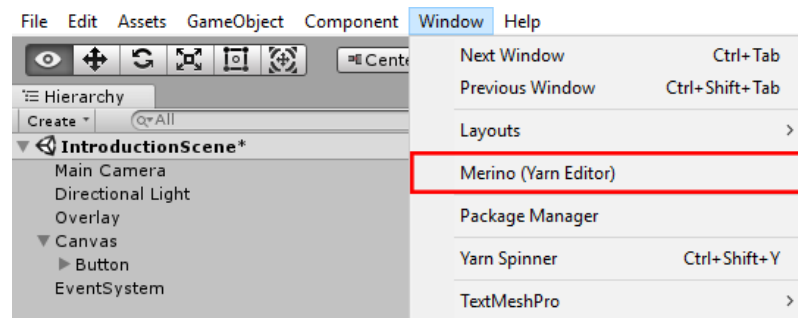 File Edit Assets GameObject Component Window Help
Cente
Next Window Ctrl+Tab
Hierarchy
Previous Window Ctrl+Shift+Tab
Create All
Layouts
IntroductionScene*
Main Camera
Merino (Yarn Editor)
Directional Light
Overlay
Package Manager
Canvas
Button
Yarn Spinner Ctrl+Shift+Y
EventSystem
TextMeshPro